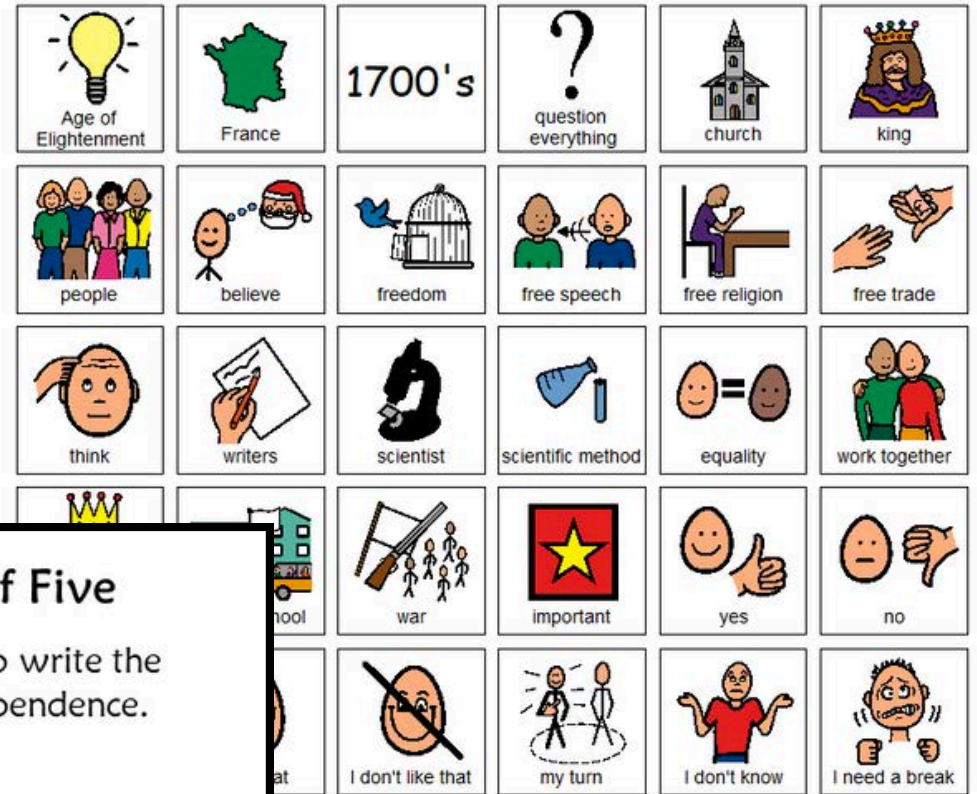 Age of
Elightenment
France
1700's
question
everything
church
king
people
believe
freedom
free speech
free religion
free trade
think
writers
scientist
scientific method
equality
work together
war
important
yes
no
I don't like that
my turn
I don't know
I need a break
Five
write the